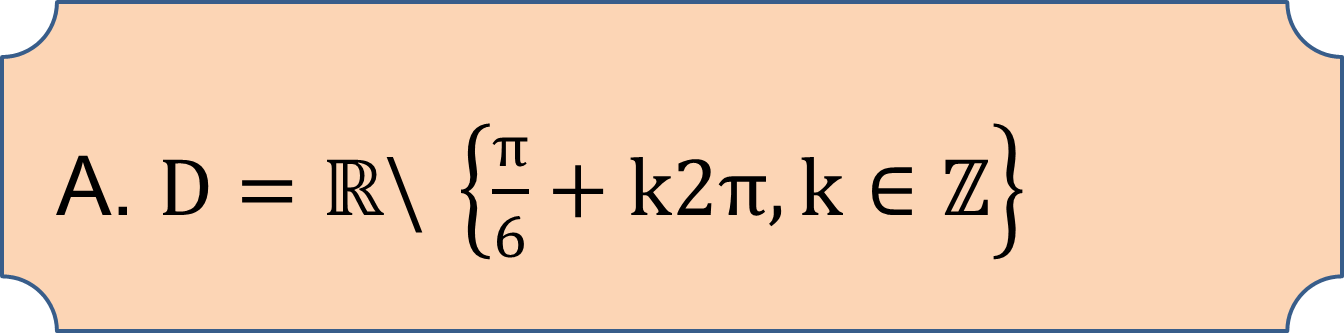 A. D = ℝ\ {π/6 + k2π, k ∈ ℤ}